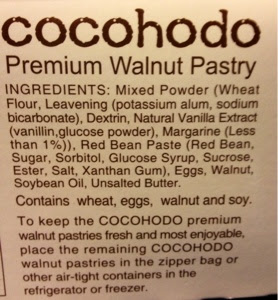 cocohodo
Premium Walnut Pastry
INGREDIENTS: Mixed Powder (Wheat
Flour, Leavening (potassium alum, sodium
bicarbonate), Dextrin, Natural Vanilla Extract
(vanillin,glucose powder), Margarine (Less
than 1%)), Red Bean Paste (Red Bean,
Sugar, Sorbitol, Glucose Syrup, Sucrose,
Ester, Salt, Xanthan Gum), Eggs, Walnut,
Soybean Oil, Unsalted Butter.
Contains wheat, eggs, walnut and soy.
To keep the COCOHODO premium
walnut pastries fresh and most enjoyable,
place the remaining COCOHODO
walnut pastries in the zipper bag or
other air-tight containers in the
refrigerator or freezer.